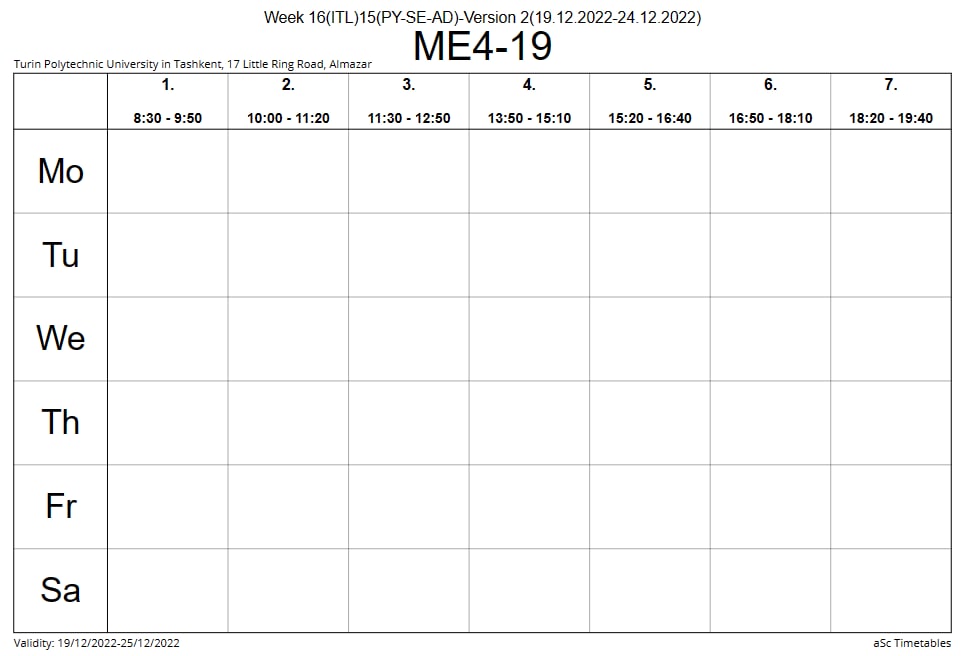 Week 16(ITL)15(PY-SE-AD)-Version 2(19.12.2022-24.12.2022)
ME4-19
Turin Polytechnic University in Tashkent, 17 Little Ring Road, Almazar
1. 2. 3. 4. 5. 6. 7.
8:30 - 9:50 10:00 - 11:20 11:30 - 12:50 13:50 - 15:10 15:20 - 16:40 16:50 - 18:10 18:20 - 19:40
Mo
Tu
We
Th
Fr
Sa
Validity: 19/12/2022-25/12/2022 aSc Timetables